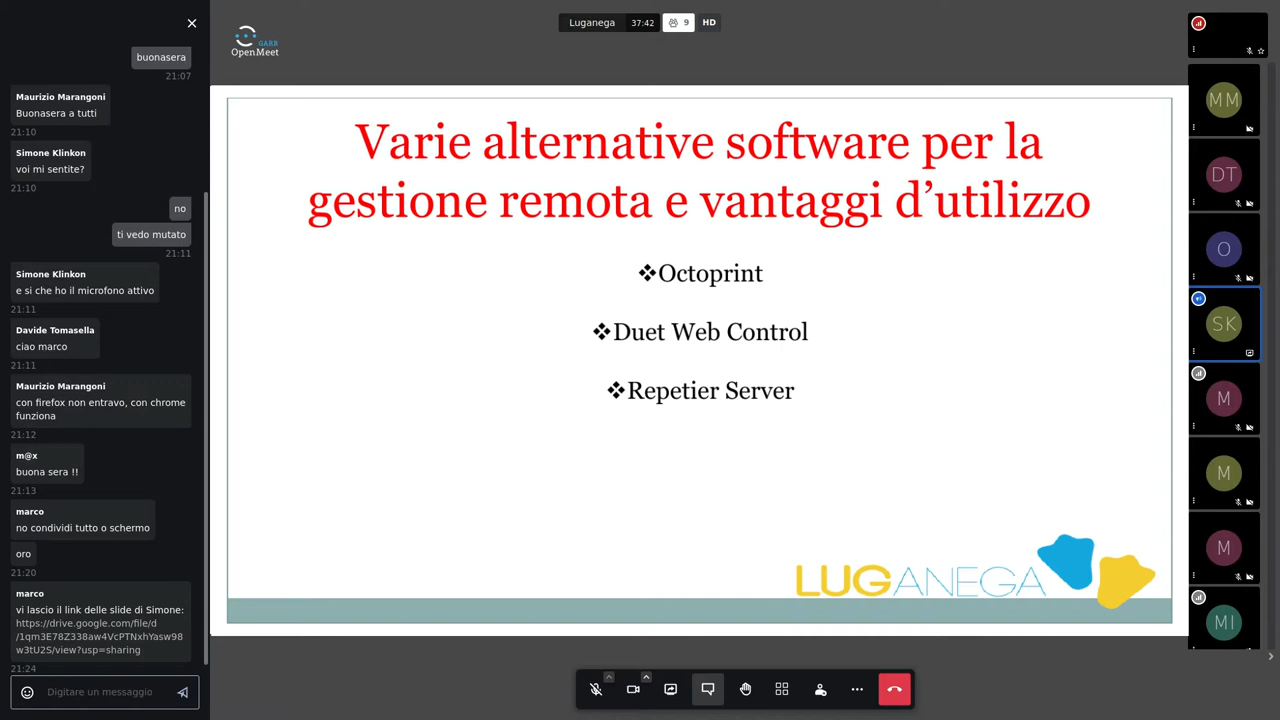 Luganega
37:42
9
HD
GARR
OpenMeet
buonasera
21:07
Maurizio Marangoni
Buonasera a tutti
21:10
Simone Klinkon
voi mi sentite?
21:10
no
ti vedo mutato
21:11
Simone Klinkon
e si che ho il microfono attivo
21:11
Davide Tomasella
ciao marco
21:11
Maurizio Marangoni
con firefox non entravo, con chrome
funziona
21:12
m@x
buona sera !!
21:13
marco
no condividi tutto o schermo
oro
21:20
marco
vi lascio il link delle slide di Simone:
https://drive.google.com/file/d
/1qm3E78Z338aw4VcPTNxhYasw98
w3tU2S/view?usp=sharing
21:24
Digitare un messaggio
Varie alternative software per la
gestione remota e vantaggi d’utilizzo
❖Octoprint
❖Duet Web Control
❖Repetier Server
LUGANEGA
MM
DT
O
SK
M
M
M
MI